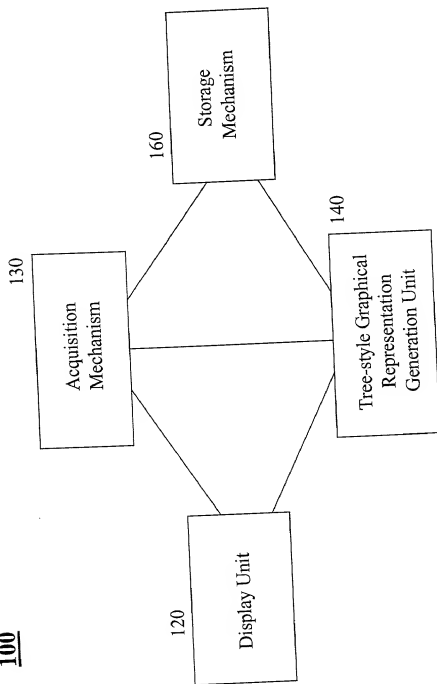 100
130
Acquisition
Mechanism
160
Storage
Mechanism
120
Display Unit
140
Tree-style Graphical
Representation
Generation Unit